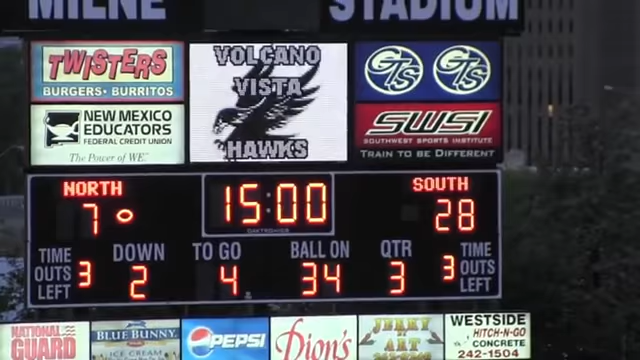 MILNE STADIUM
TWISTERS
BURGERS • BURRITOS
NEW MEXICO
EDUCATORS
FEDERAL CREDIT UNION
The Power of WE.
VOLCANO
VISTA
HAWKS
GTS GTS
SWSI
SOUTHWEST SPORTS INSTITUTE
TRAIN TO BE DIFFERENT
NORTH 15:00 SOUTH
7 28
DAKTRONICS
TIME OUTS LEFT 3
DOWN 2
TO GO 4
BALL ON 34
QTR 3
3 TIME OUTS LEFT
NATIONAL
GUARD
BLUE BUNNY
ICE CREAM
PEPSI
Dion's
JERKY
BY
ART
WESTSIDE
HITCH-N-GO
CONCRETE
242-1504